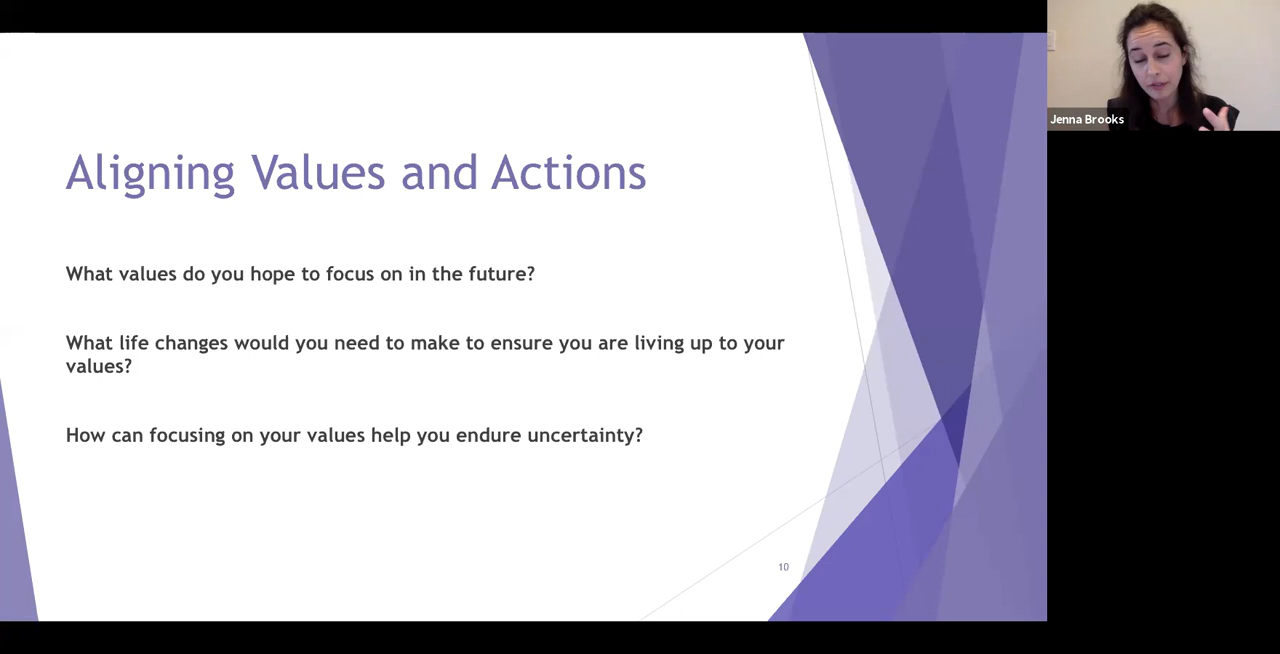 Aligning Values and Actions
What values do you hope to focus on in the future?
What life changes would you need to make to ensure you are living up to your
values?
How can focusing on your values help you endure uncertainty?
10
Jenna Brooks